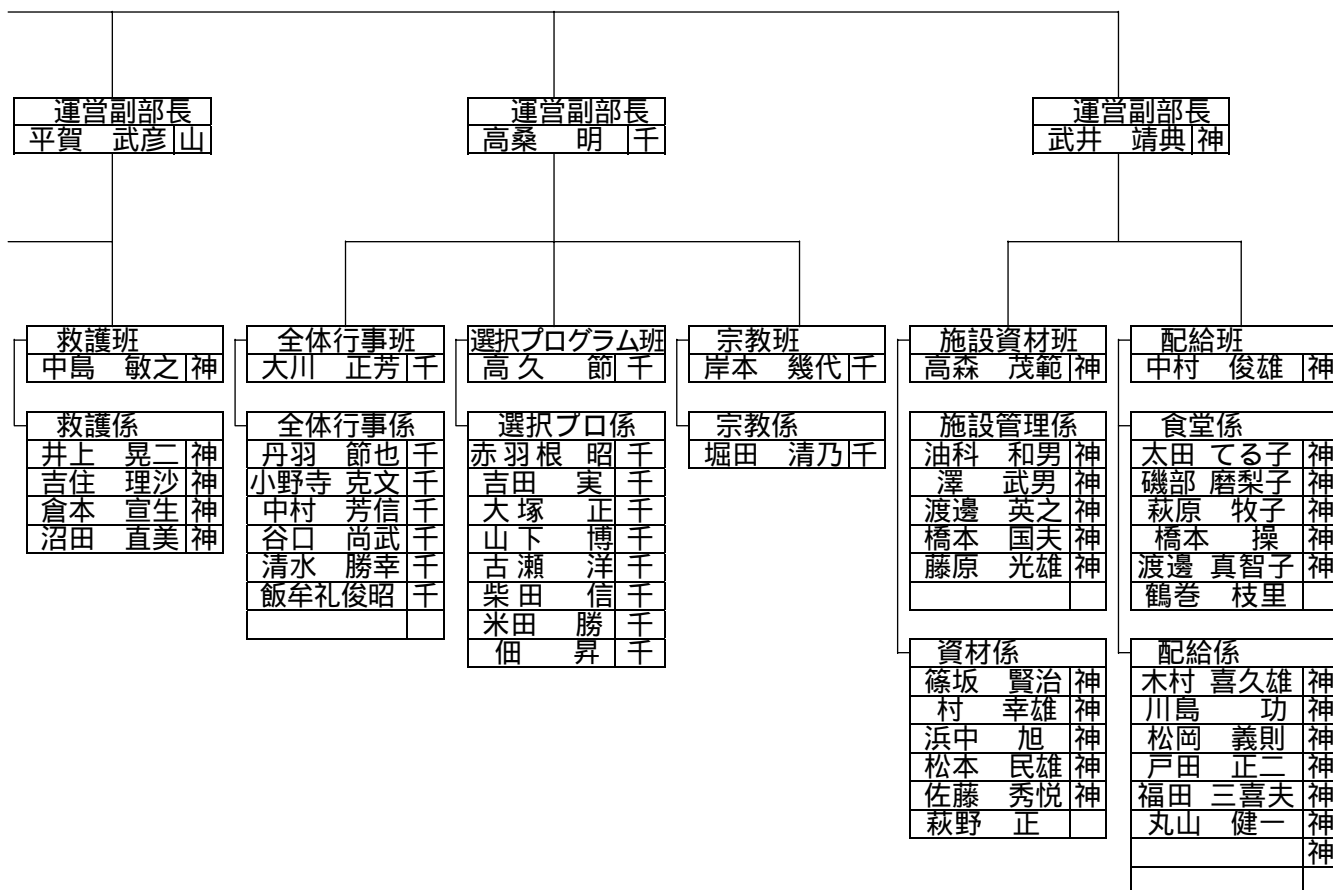 運営副部長
平賀 武彦 山
運営副部長
高桑 明 千
運営副部長
武井 靖典 神
救護班
中島 敏之 神
救護係
井上 晃二 神
吉住 理沙 神
倉本 宣生 神
沼田 直美 神
全体行事班
大川 正芳 千
全体行事係
丹羽 節也 千
小野寺 克文 千
中村 芳信 千
谷口 尚武 千
清水 勝幸 千
飯牟礼俊昭 千
選択プログラム班
高久 節 千
選択プロ係
赤羽根 昭 千
吉田 実 千
大塚 正 千
山下 博 千
古瀬 洋 千
柴田 信 千
米田 勝 千
佃 昇 千
宗教班
岸本 幾代 千
宗教係
堀田 清乃 千
施設資材班
高森 茂範 神
施設管理係
油科 和男 神
澤 武男 神
渡邊 英之 神
橋本 国夫 神
藤原 光雄 神
資材係
篠坂 賢治 神
村 幸雄 神
浜中 旭 神
松本 民雄 神
佐藤 秀悦 神
萩野 正
配給班
中村 俊雄 神
食堂係
太田 てる子 神
磯部 磨梨子 神
萩原 牧子 神
橋本 操 神
渡邊 真智子 神
鶴巻 枝里
配給係
木村 喜久雄 神
川島 功 神
松岡 義則 神
戸田 正二 神
福田 三喜夫 神
丸山 健一 神
神